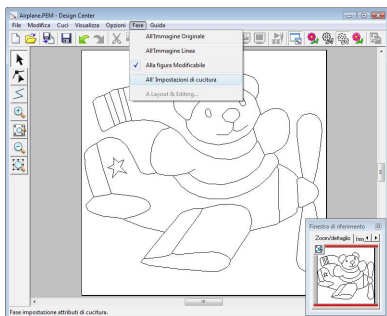 Airplane.PEM - Design Center
File Modifica Cuci Visualizza Opzioni Fase Guida
All'Immagine Originale
All'Immagine Linea
Alla figura Modificabile
All' Impostazioni di cucitura
A Layout & Editing...
Finestra di riferimento
Zoom/dettaglio Imm
Fase impostazione attributi di cucitura.